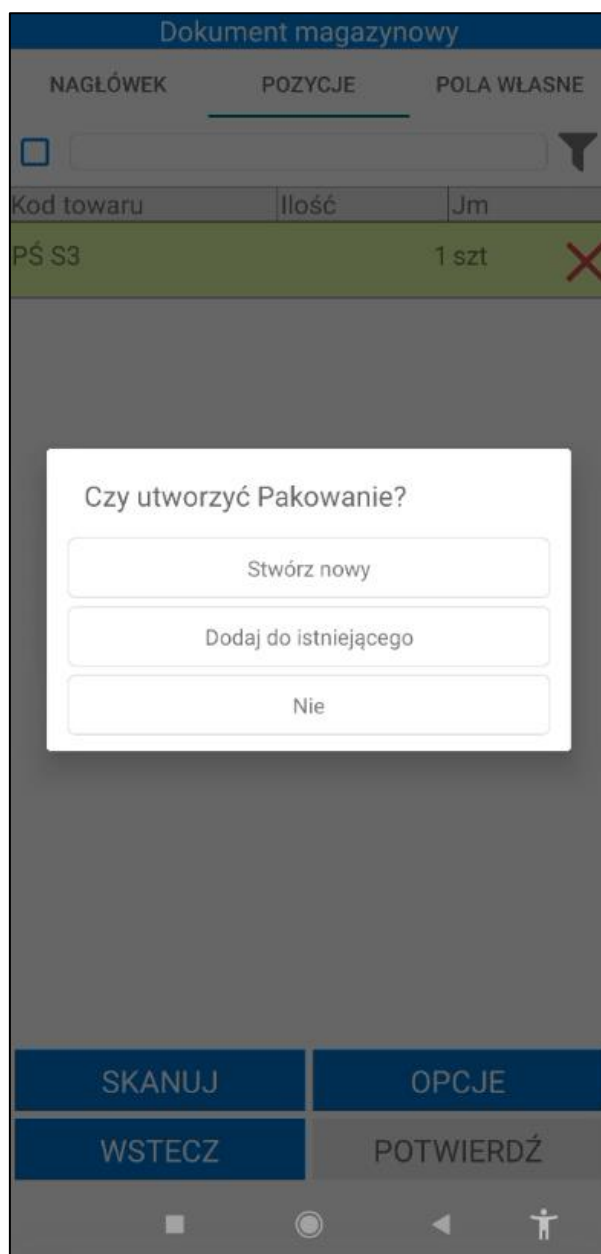 Dokument magazynowy
NAGŁÓWEK POZYCJE POLA WŁASNE
Kod towaru Ilość Jm
PŚ S3 1 szt
Czy utworzyć Pakowanie?
Stwórz nowy
Dodaj do istniejącego
Nie
SKANUJ OPCJE
WSTECZ POTWIERDŹ